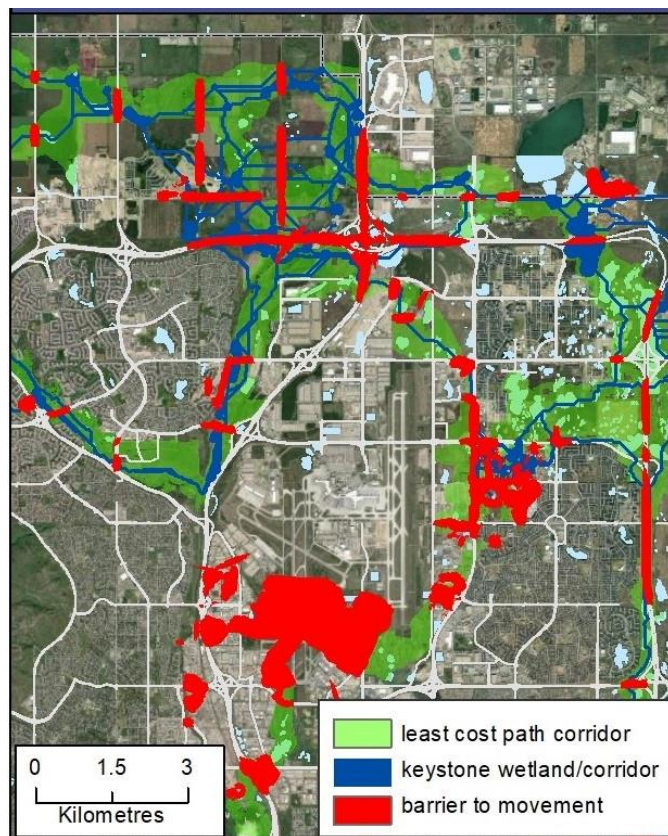 least cost path corridor
keystone wetland/corridor
barrier to movement
0 1.5 3
Kilometres